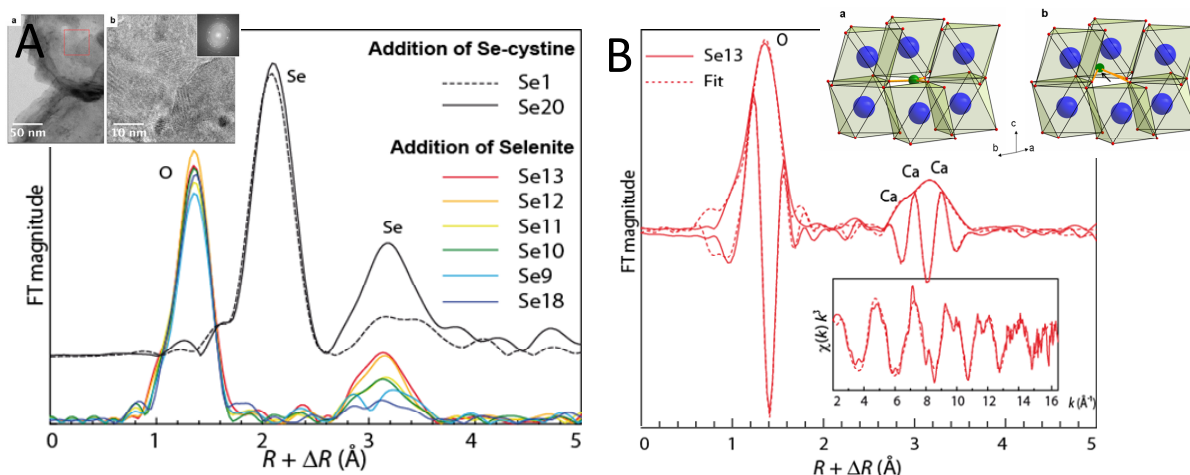 A
a
b
50 nm
10 nm
Addition of Se-cystine
Se1
Se20
Addition of Selenite
Se13
Se12
Se11
Se10
Se9
Se18
O
Se
Se
FT magnitude
0 1 2 3 4 5
R + ΔR (Å)
B
Se13
Fit
O
a
b
c
b
a
Ca
Ca
Ca
FT magnitude
χ(k) k³
2 4 6 8 10 12 14 16 k (Å⁻¹)
0 1 2 3 4 5
R + ΔR (Å)